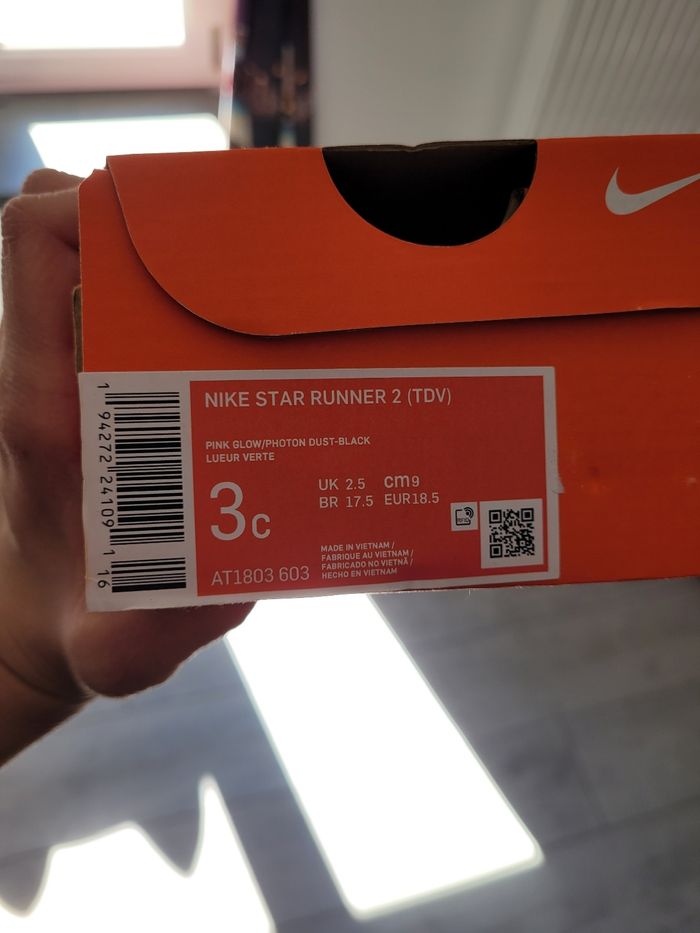 NIKE STAR RUNNER 2 (TDV)
PINK GLOW/PHOTON DUST-BLACK
LUEUR VERTE
3C
UK 2.5 cm9
BR 17.5 EUR18.5
MADE IN VIETNAM /
FABRIQUE AU VIETNAM /
FABRICADO NO VIETNÃ /
HECHO EN VIETNAM
AT1803 603
1 94272 24109 1 16